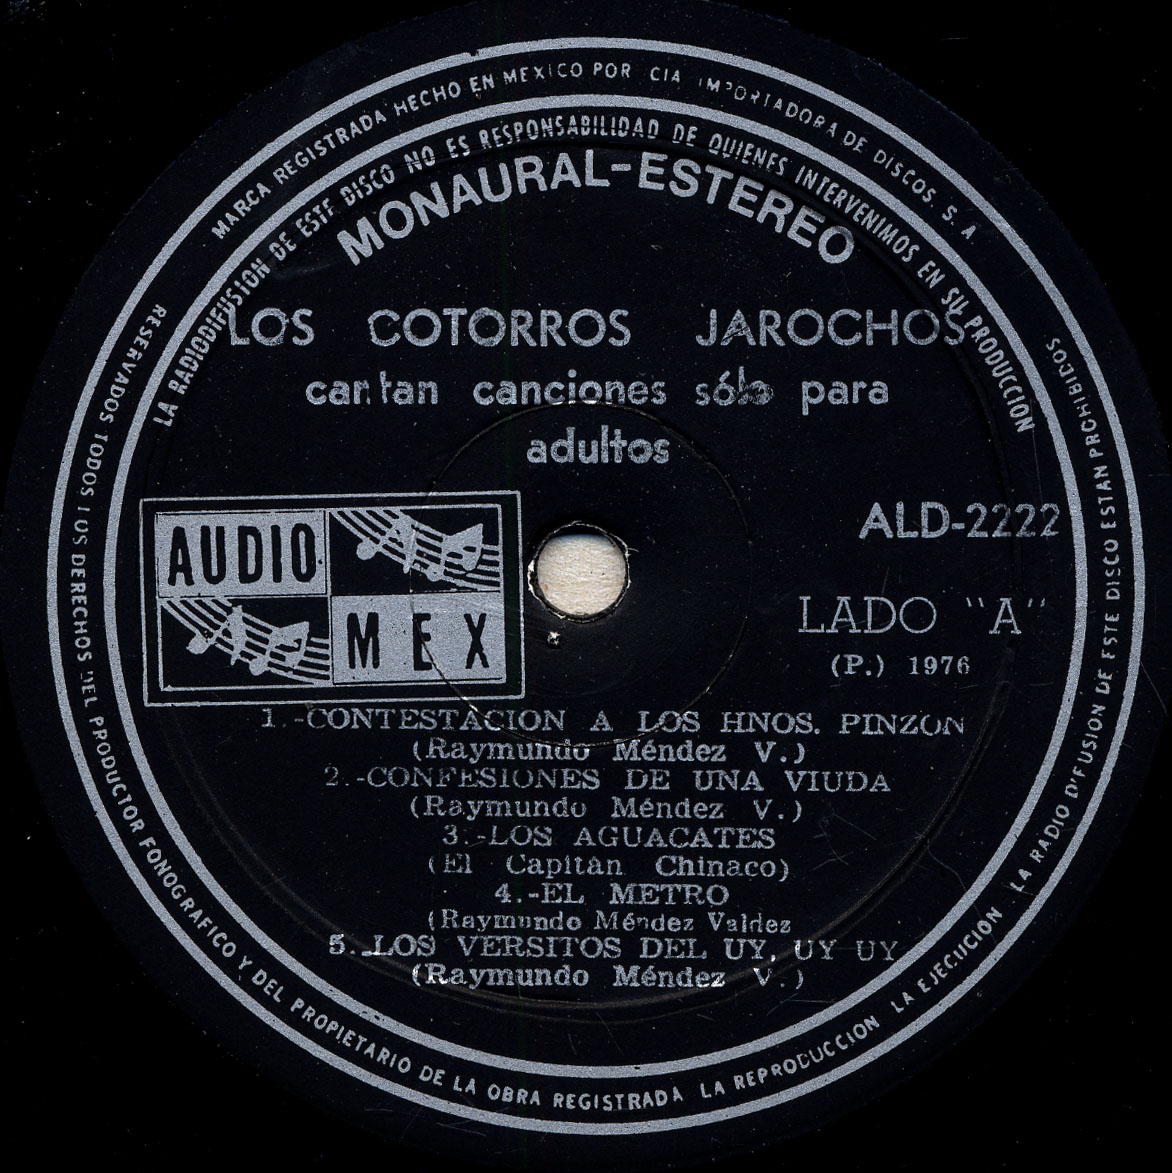 MARCA REGISTRADA HECHO EN MEXICO POR CIA IMPORTADORA DE DISCOS S. A
LA RADIODIFUSION DE ESTE DISCO NO ES RESPONSABILIDAD DE QUIENES INTERVENIMOS EN SU PRODUCCION
MONAURAL-ESTEREO
LOS COTORROS JAROCHOS
cantan canciones sólo para
adultos
AUDIO
MEX
ALD-2222
LADO "A"
(P.) 1976
1.-CONTESTACION A LOS HNOS. PINZON
(Raymundo Méndez V.)
2.-CONFESIONES DE UNA VIUDA
(Raymundo Méndez V.)
3.-LOS AGUACATES
(El Capitán Chinaco)
4.-EL METRO
(Raymundo Méndez Valdez
5.-LOS VERSITOS DEL UY, UY UY
(Raymundo Méndez V.)
RESERVADOS TODOS LOS DERECHOS DEL PRODUCTOR FONOGRAFICO Y DEL PROPIETARIO DE LA OBRA REGISTRADA LA REPRODUCCION LA EJECUCION LA RADIO DIFUSION DE ESTE DISCO ESTAN PROHIBIDOS